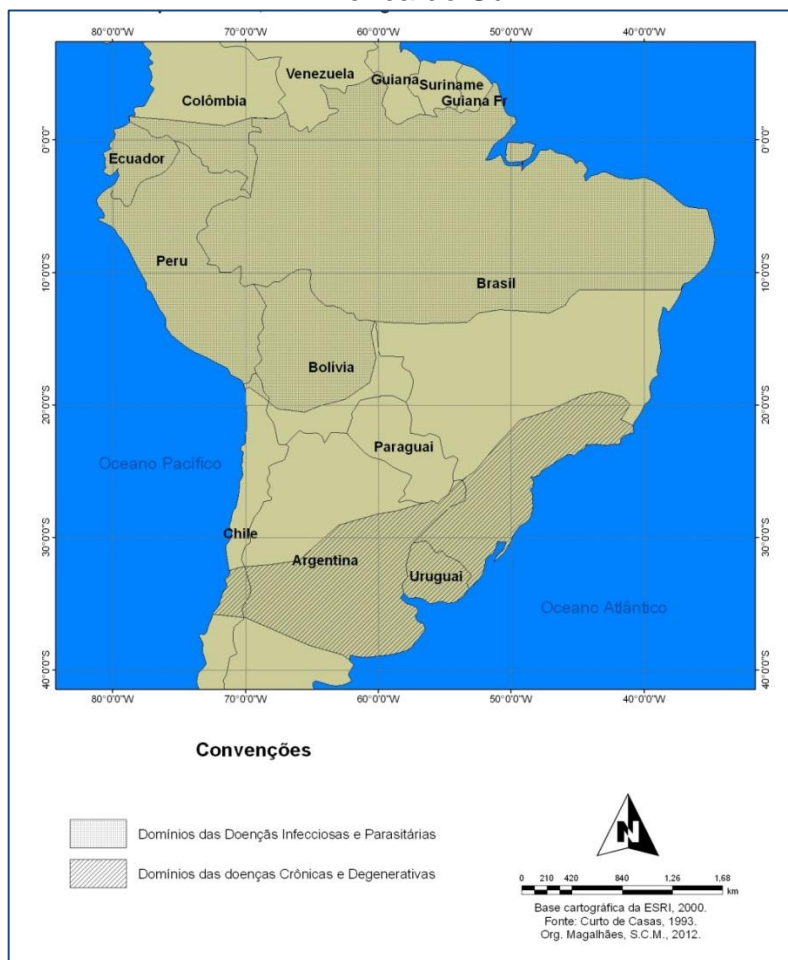 80°0'0"W 70°0'0"W 60°0'0"W 50°0'0"W 40°0'0"W
Venezuela
Guiana
Suriname
Colômbia
Guiana Fr
0°0'0" 0°0'0"
Ecuador
Peru
10°0'0"S 10°0'0"S
Brasil
Bolívia
20°0'0"S 20°0'0"S
Paraguai
Oceano Pacífico
30°0'0"S 30°0'0"S
Chile
Argentina
Uruguai
Oceano Atlântico
40°0'0"S 40°0'0"S
80°0'0"W 70°0'0"W 60°0'0"W 50°0'0"W 40°0'0"W
Convenções
Domínios das Doençãs Infecciosas e Parasitárias
Domínios das doenças Crônicas e Degenerativas
N
0 210 420 840 1,26 1,68
km
Base cartográfica da ESRI, 2000.
Fonte: Curto de Casas, 1993.
Org. Magalhães, S.C.M., 2012.